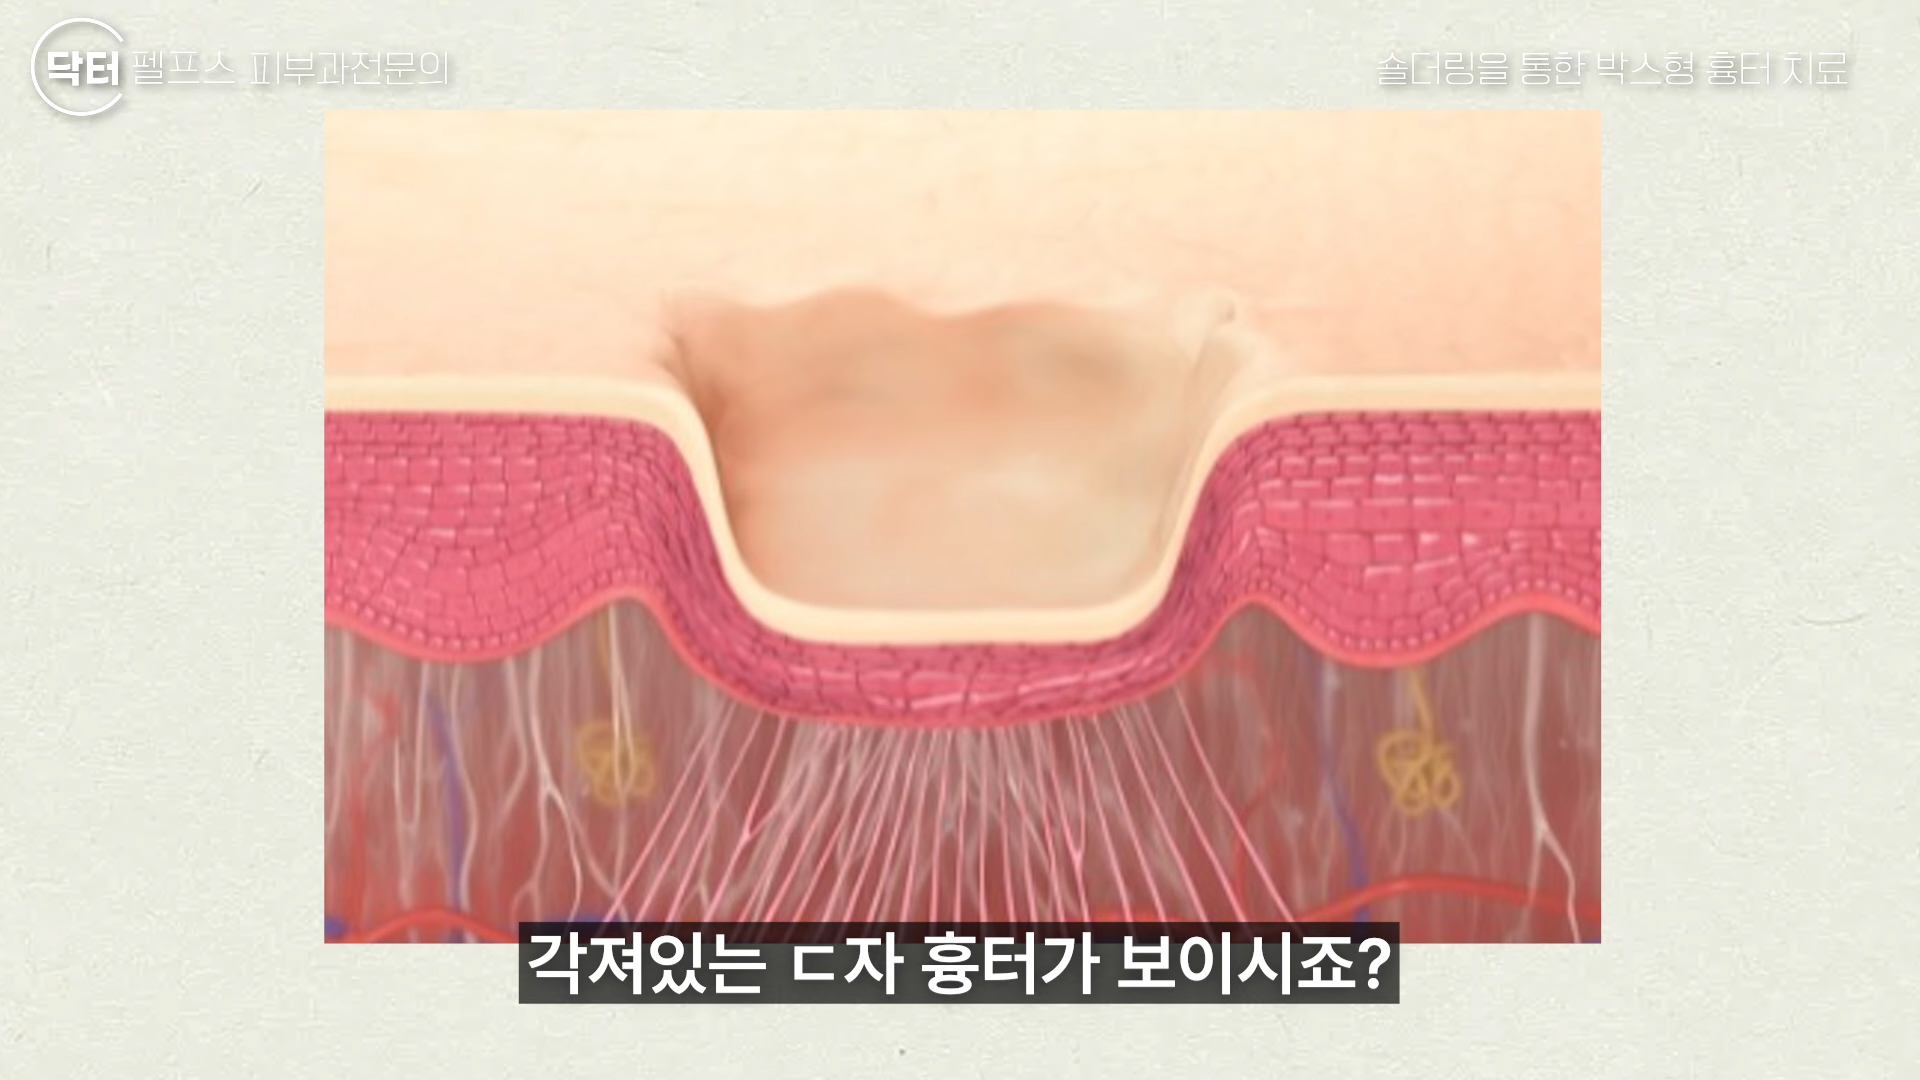 닥터 펠프스 피부과전문의
숄더링을 통한 박스형 흉터 치료
각져있는 ㄷ자 흉터가 보이시죠?